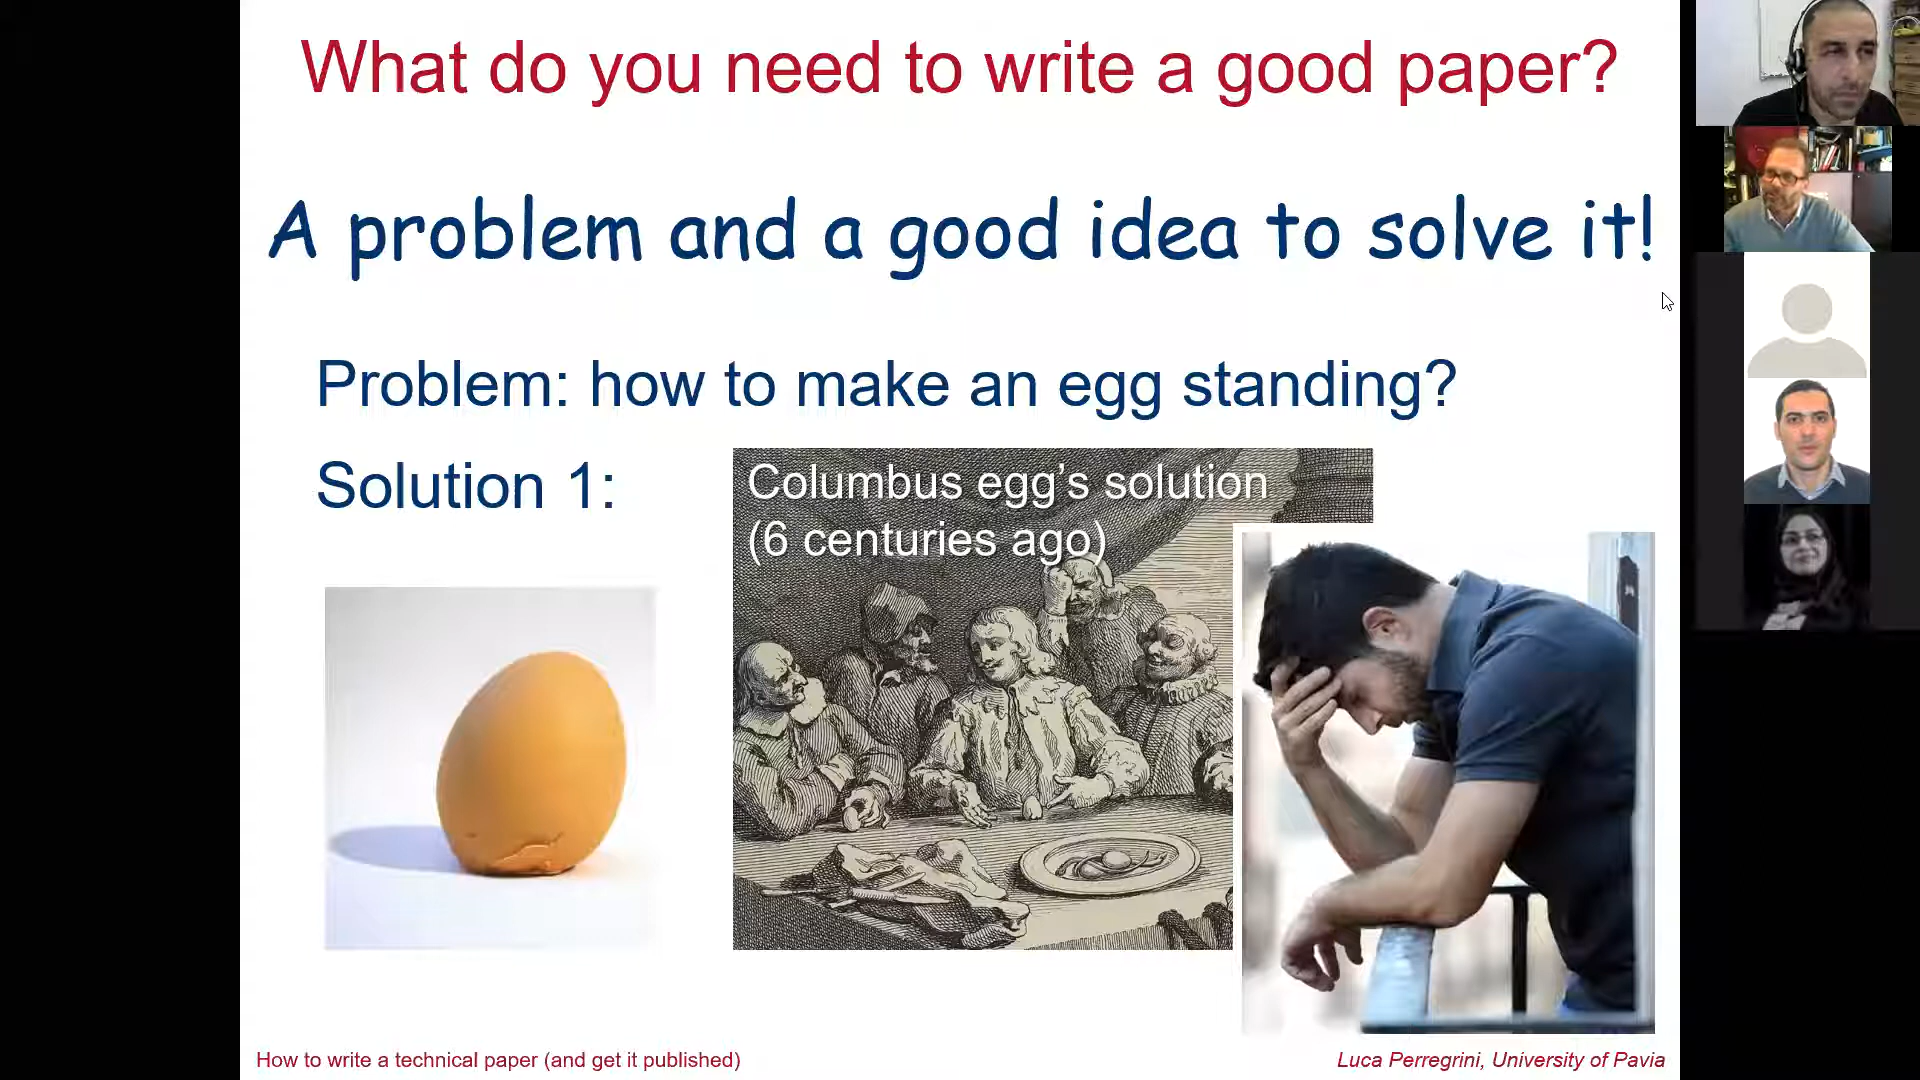 What do you need to write a good paper?
A problem and a good idea to solve it!
Problem: how to make an egg standing?
Solution 1:
Columbus egg's solution
(6 centuries ago)
How to write a technical paper (and get it published)
Luca Perregrini, University of Pavia